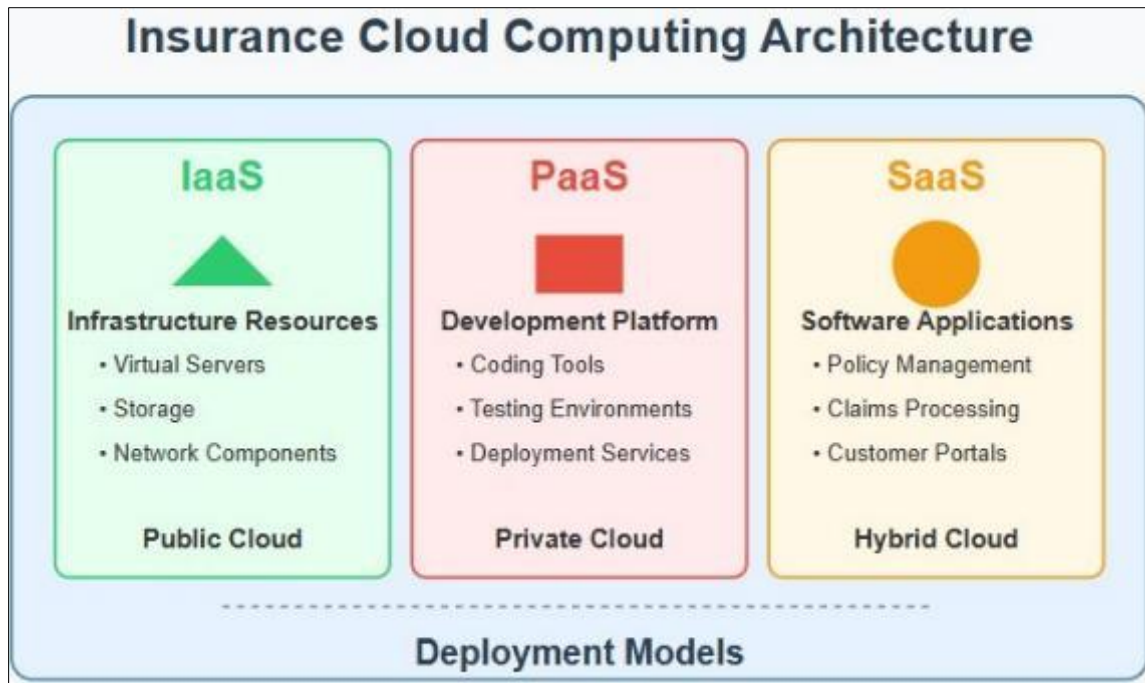 Insurance Cloud Computing Architecture
IaaS
Infrastructure Resources
• Virtual Servers
• Storage
• Network Components
Public Cloud
PaaS
Development Platform
• Coding Tools
• Testing Environments
• Deployment Services
Private Cloud
SaaS
Software Applications
• Policy Management
• Claims Processing
• Customer Portals
Hybrid Cloud
Deployment Models